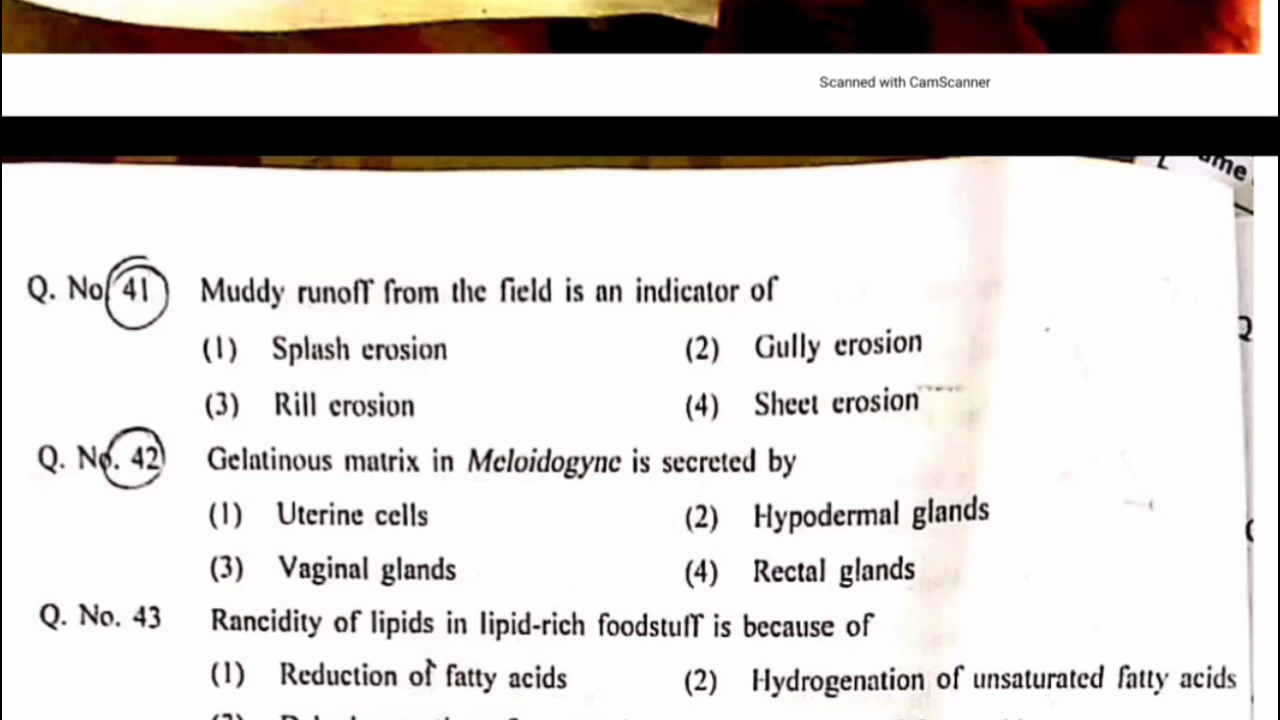 Scanned with CamScanner
Q. No. 41 Muddy runoff from the field is an indicator of
(1) Splash erosion (2) Gully erosion
(3) Rill erosion (4) Sheet erosion
Q. No. 42 Gelatinous matrix in Meloidogyne is secreted by
(1) Uterine cells (2) Hypodermal glands
(3) Vaginal glands (4) Rectal glands
Q. No. 43 Rancidity of lipids in lipid-rich foodstuff is because of
(1) Reduction of fatty acids (2) Hydrogenation of unsaturated fatty acids